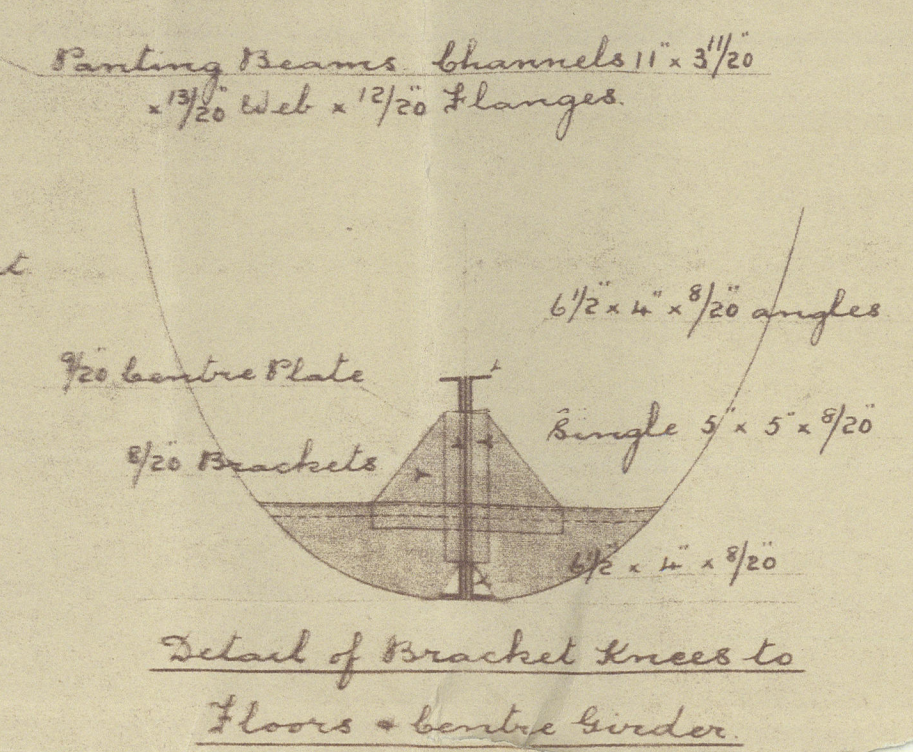 Panting Beams Channels 11" x 3 11/20"
x 13/20" Web x 12/20" Flanges.
6 1/2" x 4" x 8/20" angles
9/20" Centre Plate
Single 5" x 5" x 8/20"
8/20" Brackets
6 1/2" x 4" x 8/20"
Detail of Bracket Knees to
Floors & Centre Girder.